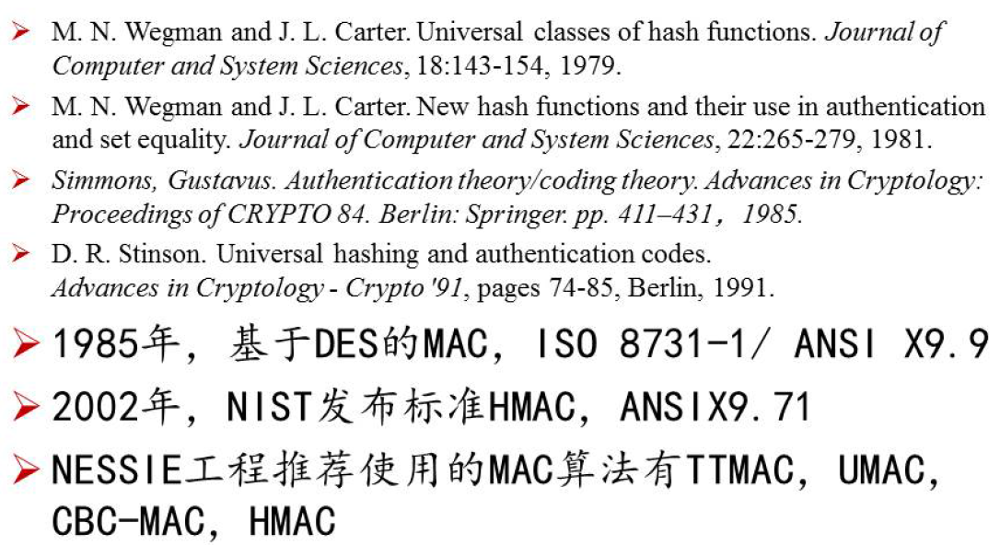 ➢ M. N. Wegman and J. L. Carter. Universal classes of hash functions. Journal of
Computer and System Sciences, 18:143-154, 1979.
➢ M. N. Wegman and J. L. Carter. New hash functions and their use in authentication
and set equality. Journal of Computer and System Sciences, 22:265-279, 1981.
➢ Simmons, Gustavus. Authentication theory/coding theory. Advances in Cryptology:
Proceedings of CRYPTO 84. Berlin: Springer. pp. 411–431，1985.
➢ D. R. Stinson. Universal hashing and authentication codes.
Advances in Cryptology - Crypto '91, pages 74-85, Berlin, 1991.
➢ 1985年，基于DES的MAC，ISO 8731-1/ ANSI X9.9
➢ 2002年，NIST发布标准HMAC，ANSIX9.71
➢ NESSIE工程推荐使用的MAC算法有TTMAC，UMAC，
CBC-MAC，HMAC